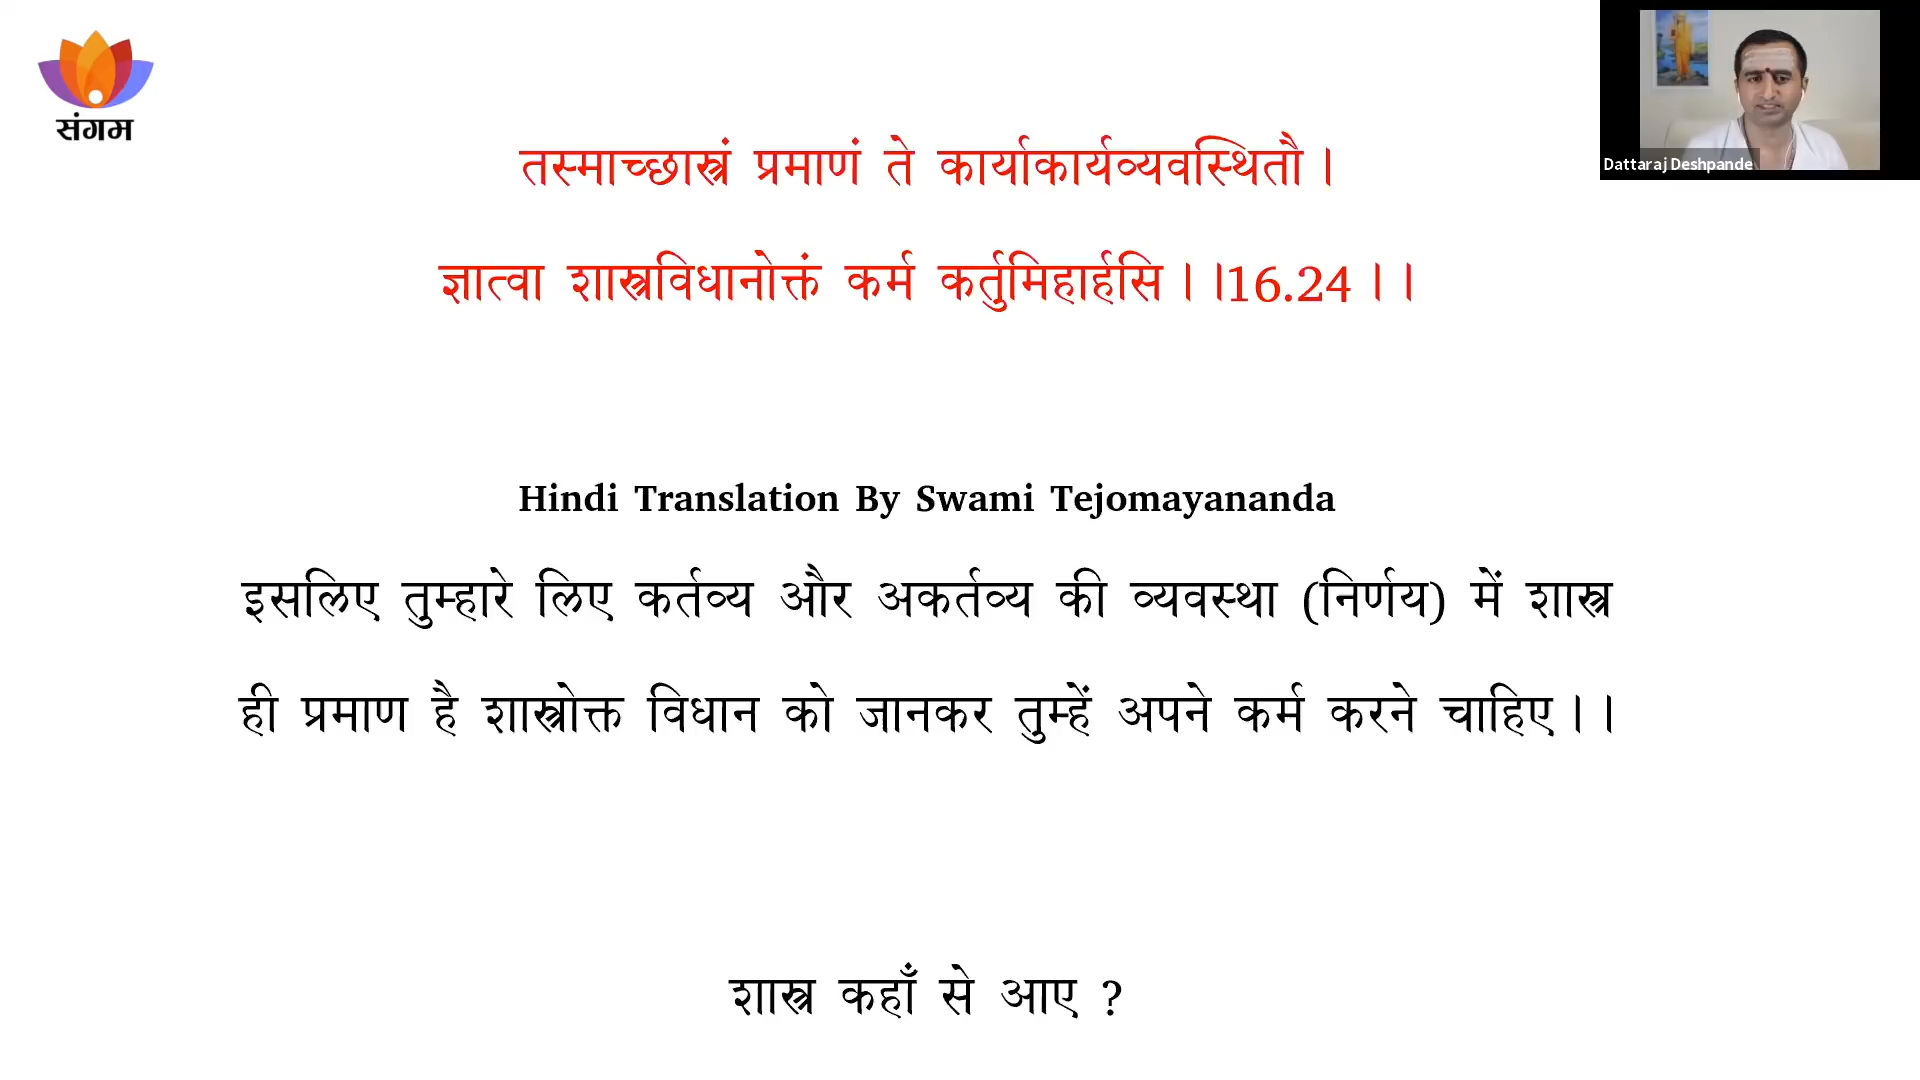 संगम
Dattaraj Deshpande
तस्माच्छास्त्रं प्रमाणं ते कार्याकार्यव्यवस्थितौ।
ज्ञात्वा शास्त्रविधानोक्तं कर्म कर्तुमिहार्हसि।।16.24।।
Hindi Translation By Swami Tejomayananda
इसलिए तुम्हारे लिए कर्तव्य और अकर्तव्य की व्यवस्था (निर्णय) में शास्त्र
ही प्रमाण है शास्त्रोक्त विधान को जानकर तुम्हें अपने कर्म करने चाहिए।।
शास्त्र कहाँ से आए ?